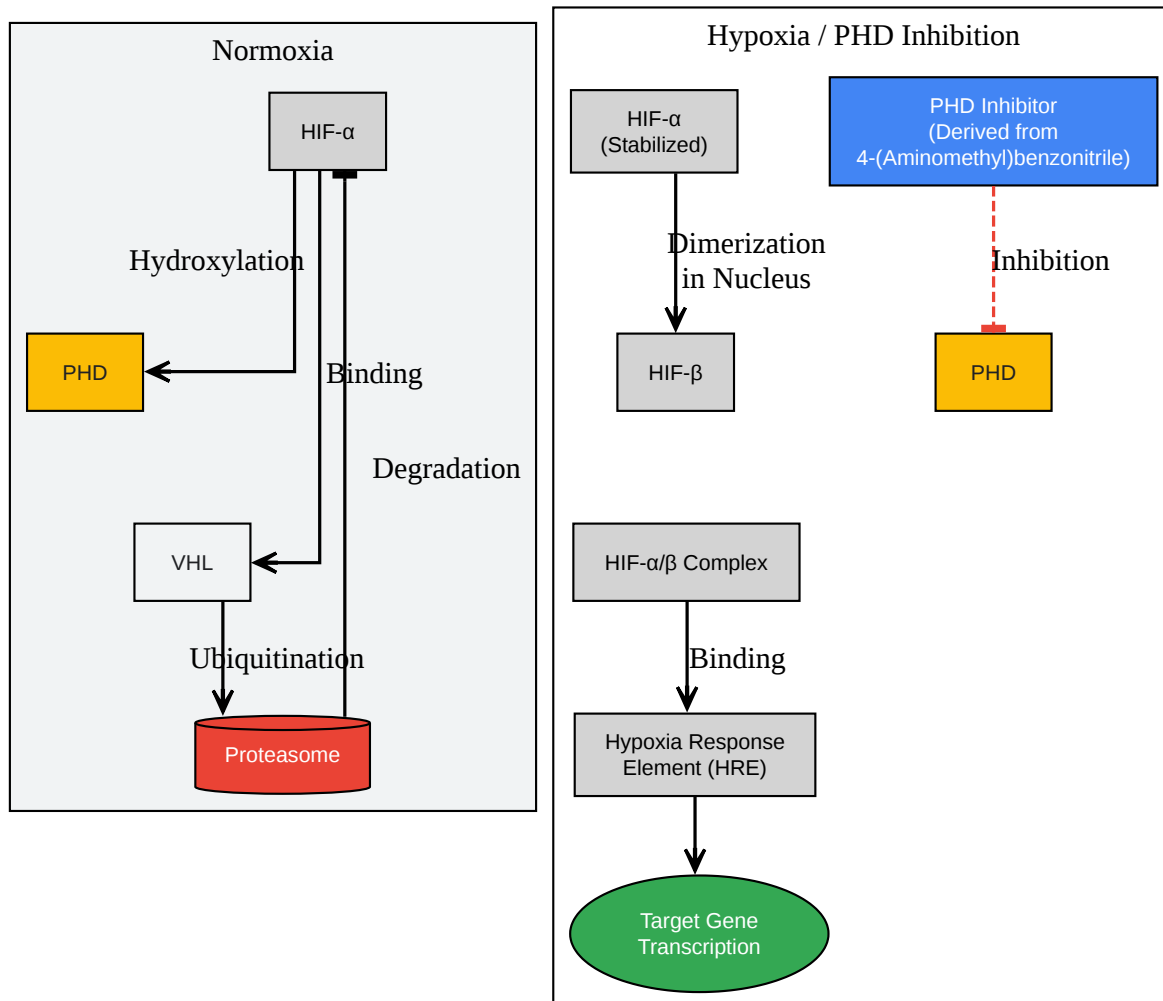 Normoxia
HIF-α
Hydroxylation
PHD
Binding
Degradation
VHL
Ubiquitination
Proteasome
Hypoxia / PHD Inhibition
HIF-α
(Stabilized)
PHD Inhibitor
(Derived from
4-(Aminomethyl)benzonitrile)
Dimerization
in Nucleus
Inhibition
HIF-β
PHD
HIF-α/β Complex
Binding
Hypoxia Response
Element (HRE)
Target Gene
Transcription